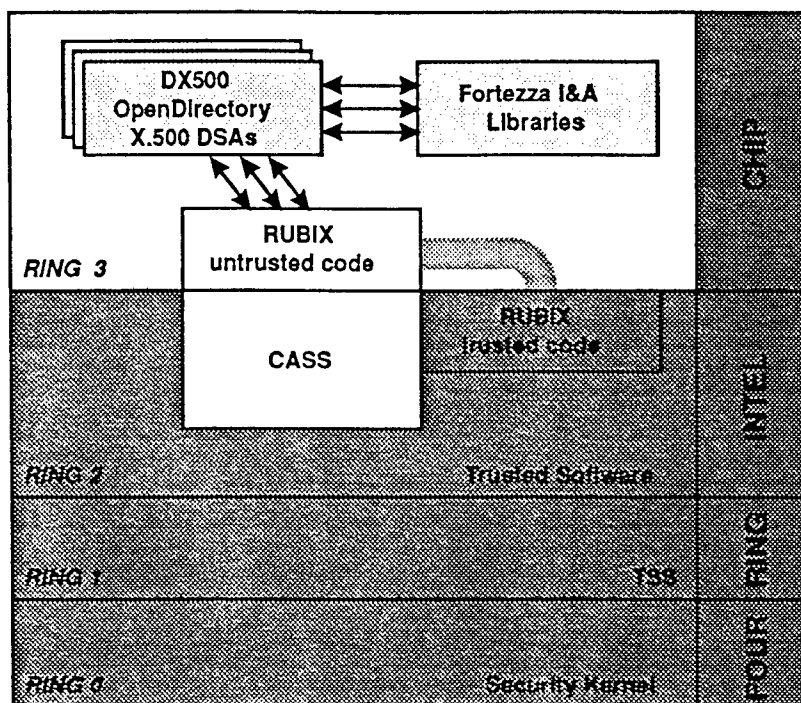 DX500
OpenDirectory
X.500 DSAs
Fortezza I&A
Libraries
RUBIX
untrusted code
RING 3
CASS
RUBIX
trusted code
RING 2
Trusted Software
RING 1
TSS
RING 0
Security Kernel
FOUR RING INTEL CHIP